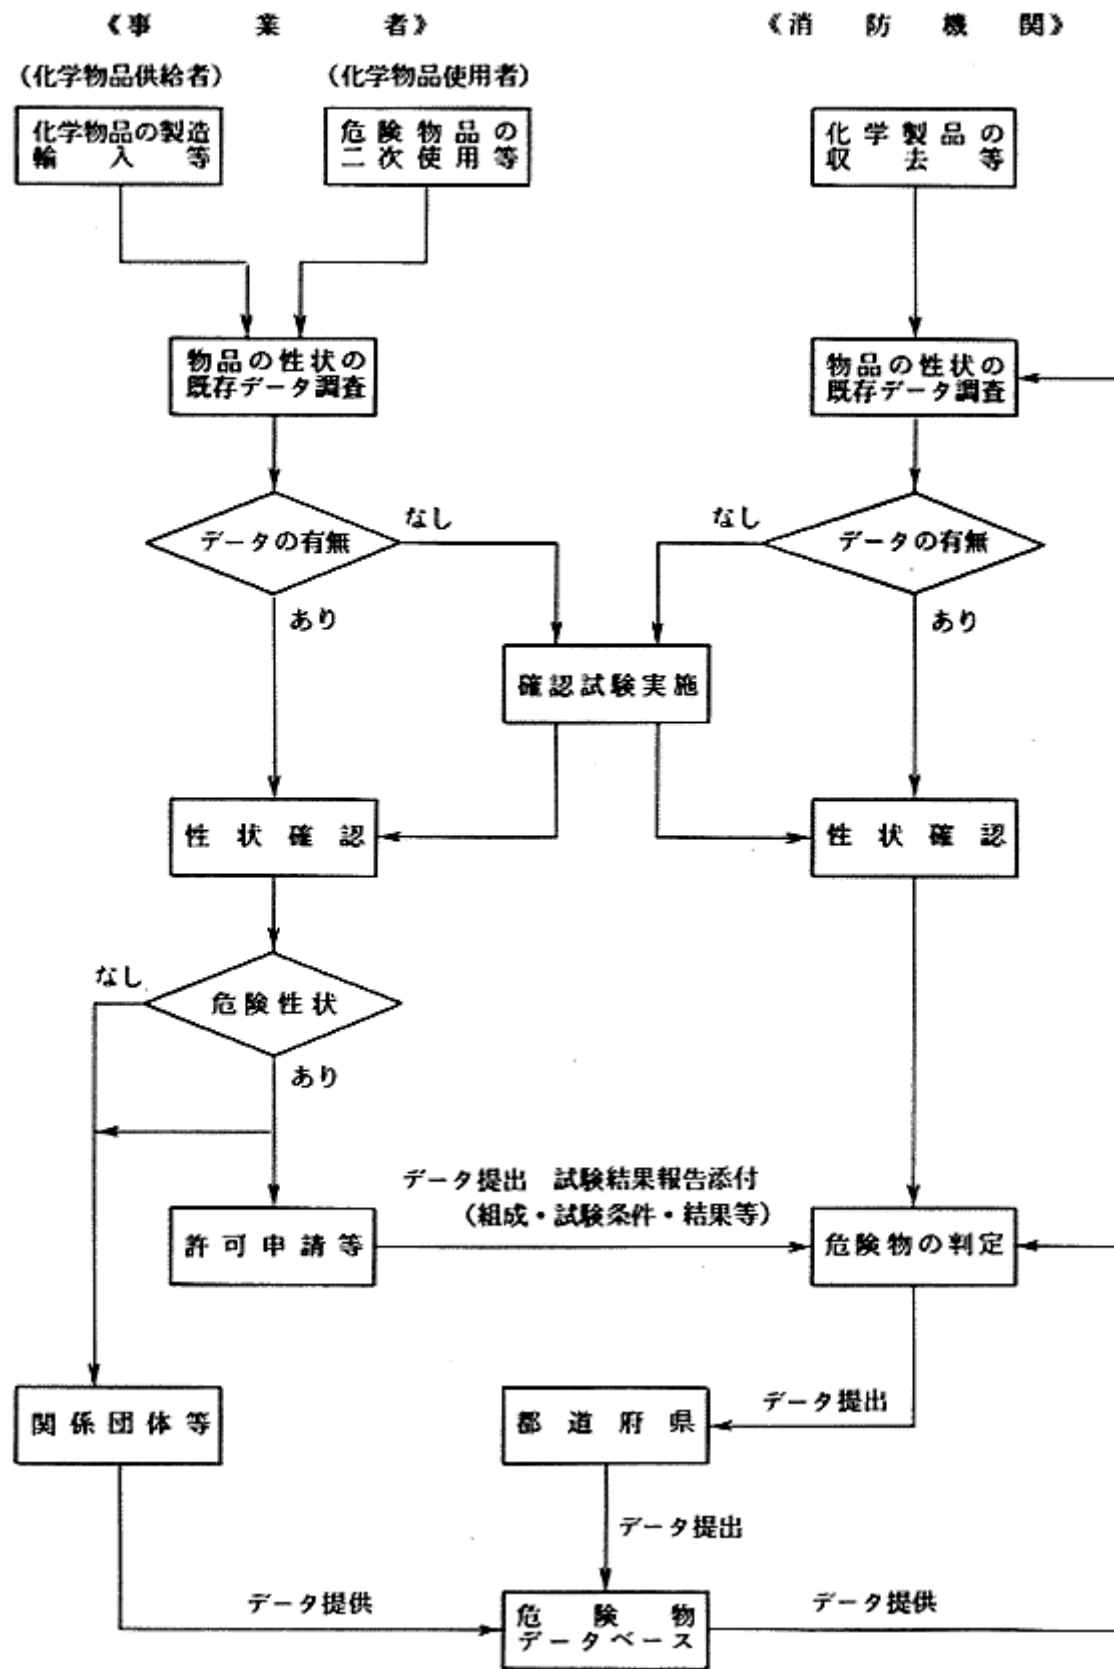 《事業者》
《消防機関》
（化学物品供給者）
（化学物品使用者）
化学物品の製造
輸入等
危険物品の
二次使用等
化学製品の
収去等
物品の性状の
既存データ調査
物品の性状の
既存データ調査
データの有無
なし
なし
データの有無
あり
あり
確認試験実施
性状確認
性状確認
なし
危険性状
あり
データ提出　試験結果報告添付
（組成・試験条件・結果等）
許可申請等
危険物の判定
関係団体等
都道府県
データ提出
データ提出
データ提供
危険物
データベース
データ提供